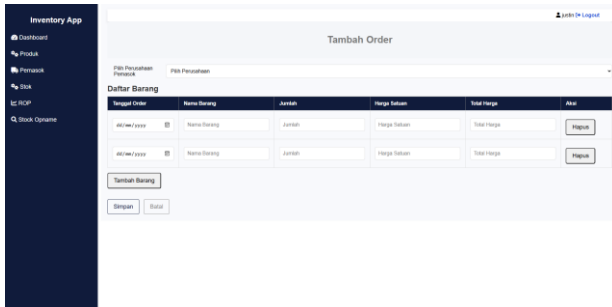 Inventory App
justin Logout
Dashboard
Produk
Pemasok
Stok
ROP
Stock Opname
Tambah Order
Pilih Perusahaan
Pemasok
Pilih Perusahaan
Daftar Barang
Tanggal Order Nama Barang Jumlah Harga Satuan Total Harga Aksi
dd/mm/yyyy Nama Barang Jumlah Harga Satuan Total Harga Hapus
dd/mm/yyyy Nama Barang Jumlah Harga Satuan Total Harga Hapus
Tambah Barang
Simpan Batal